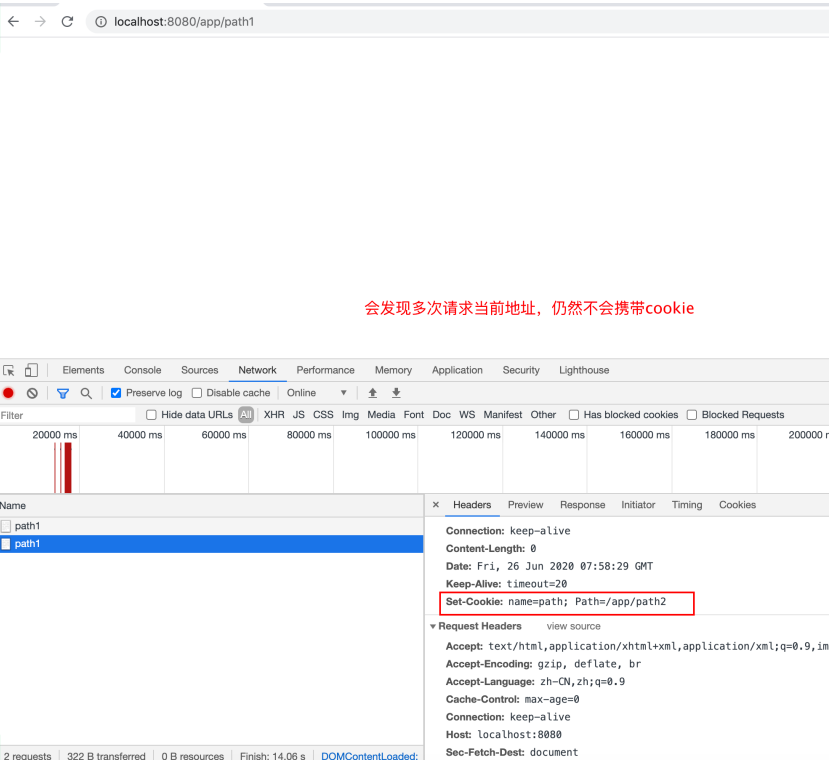 localhost:8080/app/path1
会发现多次请求当前地址，仍然不会携带cookie
Elements Console Sources Network Performance Memory Application Security Lighthouse
Preserve log Disable cache Online
Filter Hide data URLs All XHR JS CSS Img Media Font Doc WS Manifest Other Has blocked cookies Blocked Requests
20000 ms 40000 ms 60000 ms 80000 ms 100000 ms 120000 ms 140000 ms 160000 ms 180000 ms 200000
Name
path1
path1
× Headers Preview Response Initiator Timing Cookies
Connection: keep-alive
Content-Length: 0
Date: Fri, 26 Jun 2020 07:58:29 GMT
Keep-Alive: timeout=20
Set-Cookie: name=path; Path=/app/path2
Request Headers view source
Accept: text/html,application/xhtml+xml,application/xml;q=0.9,im
Accept-Encoding: gzip, deflate, br
Accept-Language: zh-CN,zh;q=0.9
Cache-Control: max-age=0
Connection: keep-alive
Host: localhost:8080
Sec-Fetch-Dest: document
2 requests 322 B transferred 0 B resources Finish: 14.06 s DOMContentLoaded: